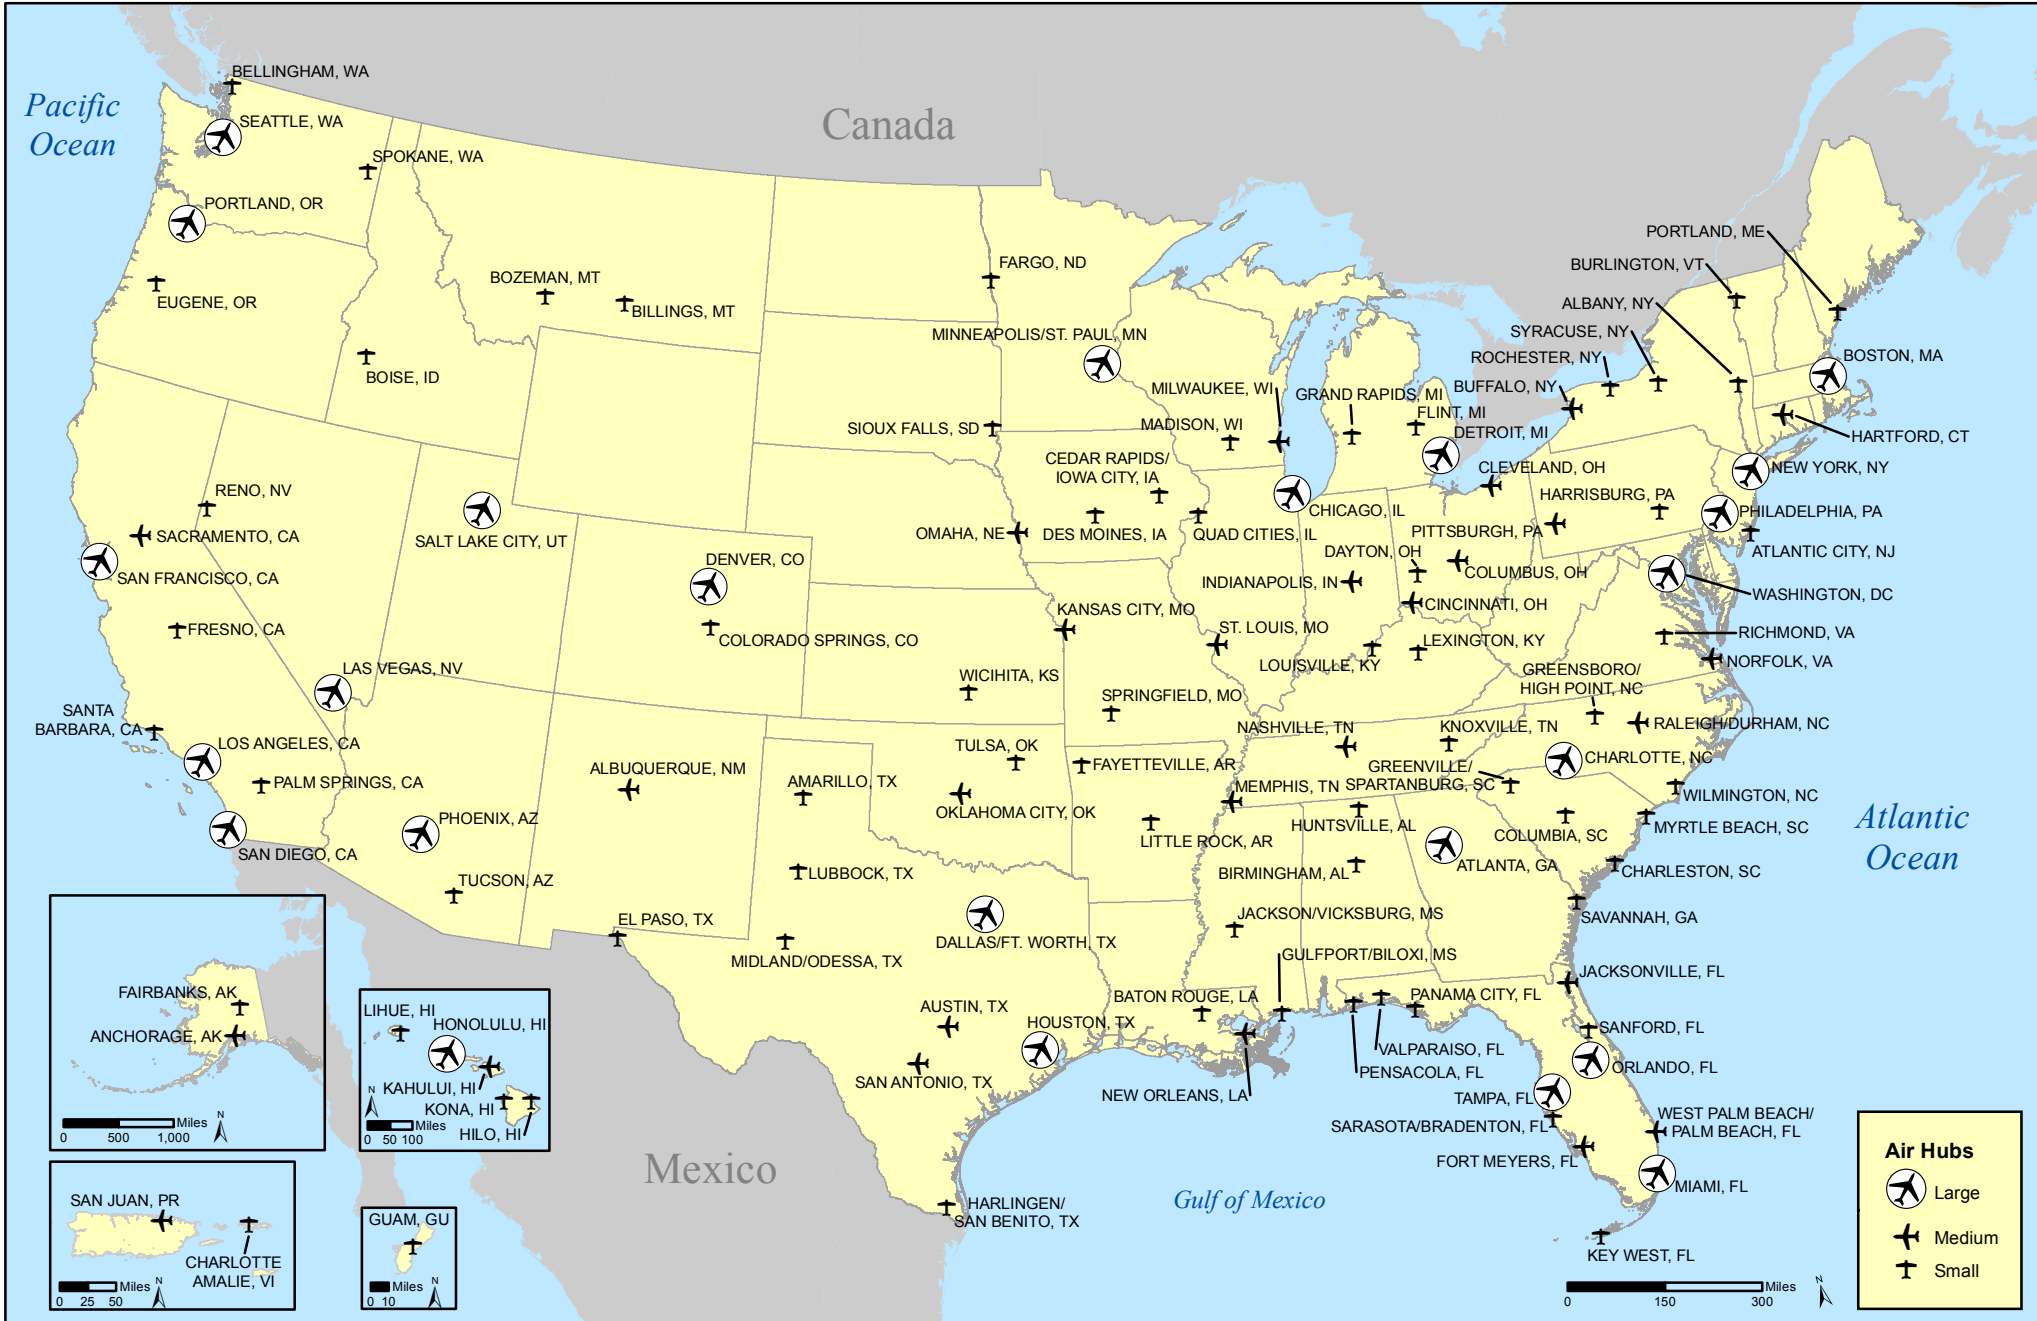 BELLINGHAM, WA
Pacific
Ocean
SEATTLE, WA
Canada
SPOKANE, WA
PORTLAND, OR
PORTLAND, ME
BURLINGTON, VT
FARGO, ND
BOZEMAN, MT
EUGENE, OR
BILLINGS, MT
ALBANY, NY
SYRACUSE, NY
MINNEAPOLIS/ST. PAUL, MN
ROCHESTER, NY
BOSTON, MA
BOISE, ID
MILWAUKEE, WI
GRAND RAPIDS, MI
BUFFALO, NY
FLINT, MI
SIOUX FALLS, SD
MADISON, WI
DETROIT, MI
HARTFORD, CT
CEDAR RAPIDS/
IOWA CITY, IA
CLEVELAND, OH
NEW YORK, NY
RENO, NV
HARRISBURG, PA
CHICAGO, IL
PHILADELPHIA, PA
SACRAMENTO, CA
SALT LAKE CITY, UT
OMAHA, NE
DES MOINES, IA
QUAD CITIES, IL
PITTSBURGH, PA
DAYTON, OH
ATLANTIC CITY, NJ
DENVER, CO
SAN FRANCISCO, CA
INDIANAPOLIS, IN
COLUMBUS, OH
WASHINGTON, DC
KANSAS CITY, MO
CINCINNATI, OH
FRESNO, CA
COLORADO SPRINGS, CO
ST. LOUIS, MO
LEXINGTON, KY
RICHMOND, VA
LAS VEGAS, NV
LOUISVILLE, KY
NORFOLK, VA
WICHITA, KS
GREENSBORO/
HIGH POINT, NC
SPRINGFIELD, MO
SANTA
BARBARA, CA
NASHVILLE, TN
KNOXVILLE, TN
RALEIGH/DURHAM, NC
LOS ANGELES, CA
TULSA, OK
CHARLOTTE, NC
ALBUQUERQUE, NM
FAYETTEVILLE, AR
GREENVILLE/
SPARTANBURG, SC
PALM SPRINGS, CA
AMARILLO, TX
MEMPHIS, TN
WILMINGTON, NC
OKLAHOMA CITY, OK
PHOENIX, AZ
HUNTSVILLE, AL
COLUMBIA, SC
MYRTLE BEACH, SC
Atlantic
Ocean
LITTLE ROCK, AR
SAN DIEGO, CA
ATLANTA, GA
LUBBOCK, TX
BIRMINGHAM, AL
CHARLESTON, SC
TUCSON, AZ
EL PASO, TX
JACKSON/VICKSBURG, MS
SAVANNAH, GA
DALLAS/FT. WORTH, TX
MIDLAND/ODESSA, TX
GULFPORT/BILOXI, MS
JACKSONVILLE, FL
FAIRBANKS, AK
BATON ROUGE, LA
PANAMA CITY, FL
LIHUE, HI
AUSTIN, TX
HONOLULU, HI
HOUSTON, TX
SANFORD, FL
ANCHORAGE, AK
VALPARAISO, FL
ORLANDO, FL
PENSACOLA, FL
SAN ANTONIO, TX
KAHULUI, HI
NEW ORLEANS, LA
TAMPA, FL
KONA, HI
HILO, HI
N
Miles
0 50 100
N
Miles
0 500 1,000
SARASOTA/BRADENTON, FL
WEST PALM BEACH/
PALM BEACH, FL
FORT MEYERS, FL
Mexico
MIAMI, FL
Gulf of Mexico
SAN JUAN, PR
CHARLOTTE
AMALIE, VI
N
Miles
0 25 50
GUAM, GU
N
Miles
0 10
HARLINGEN/
SAN BENITO, TX
KEY WEST, FL
Miles
0 150 300
N
Air Hubs
Large
Medium
Small